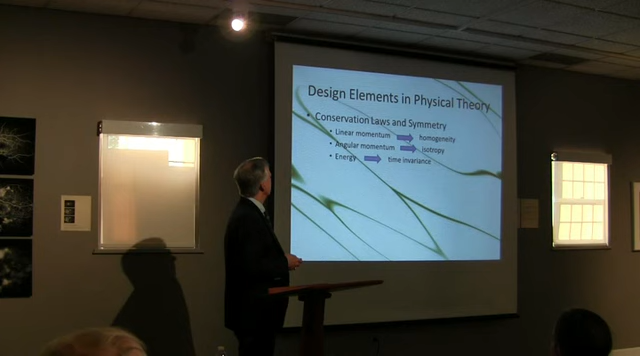 Design Elements in Physical Theory
• Conservation Laws and Symmetry
• Linear momentum homogeneity
• Angular momentum isotropy
• Energy time invariance